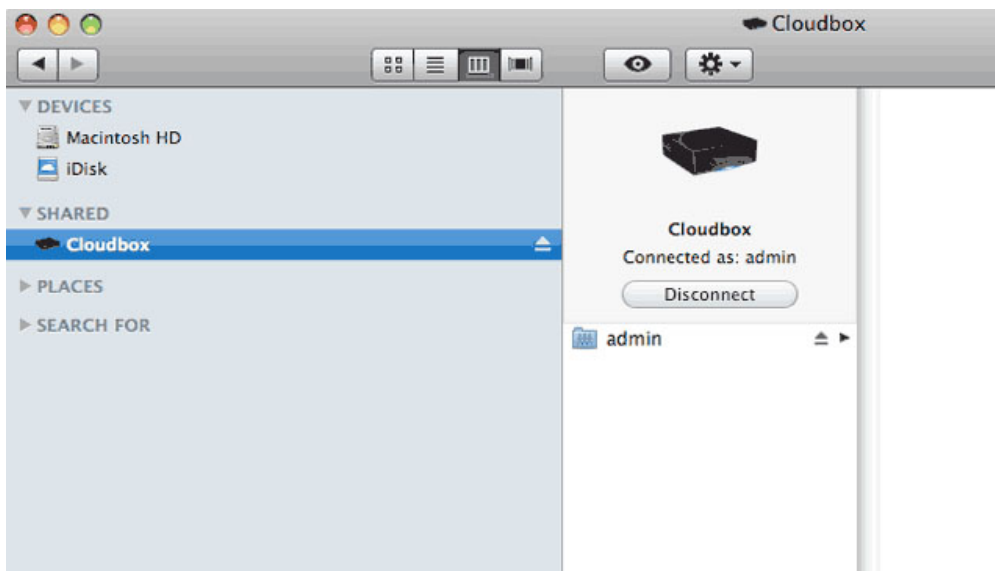 Cloudbox
DEVICES
Macintosh HD
iDisk
SHARED
Cloudbox
PLACES
SEARCH FOR
Cloudbox
Connected as: admin
Disconnect
admin